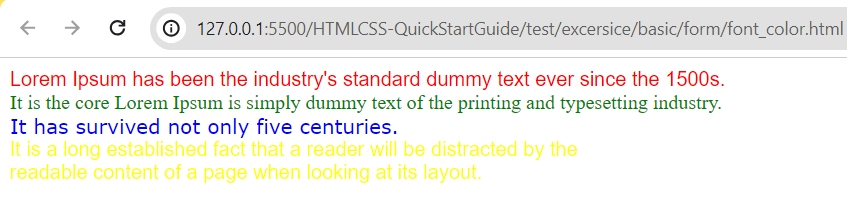 127.0.0.1:5500/HTMLCSS-QuickStartGuide/test/excersice/basic/form/font_color.html
Lorem Ipsum has been the industry's standard dummy text ever since the 1500s.
It is the core Lorem Ipsum is simply dummy text of the printing and typesetting industry.
It has survived not only five centuries.
It is a long established fact that a reader will be distracted by the
readable content of a page when looking at its layout.